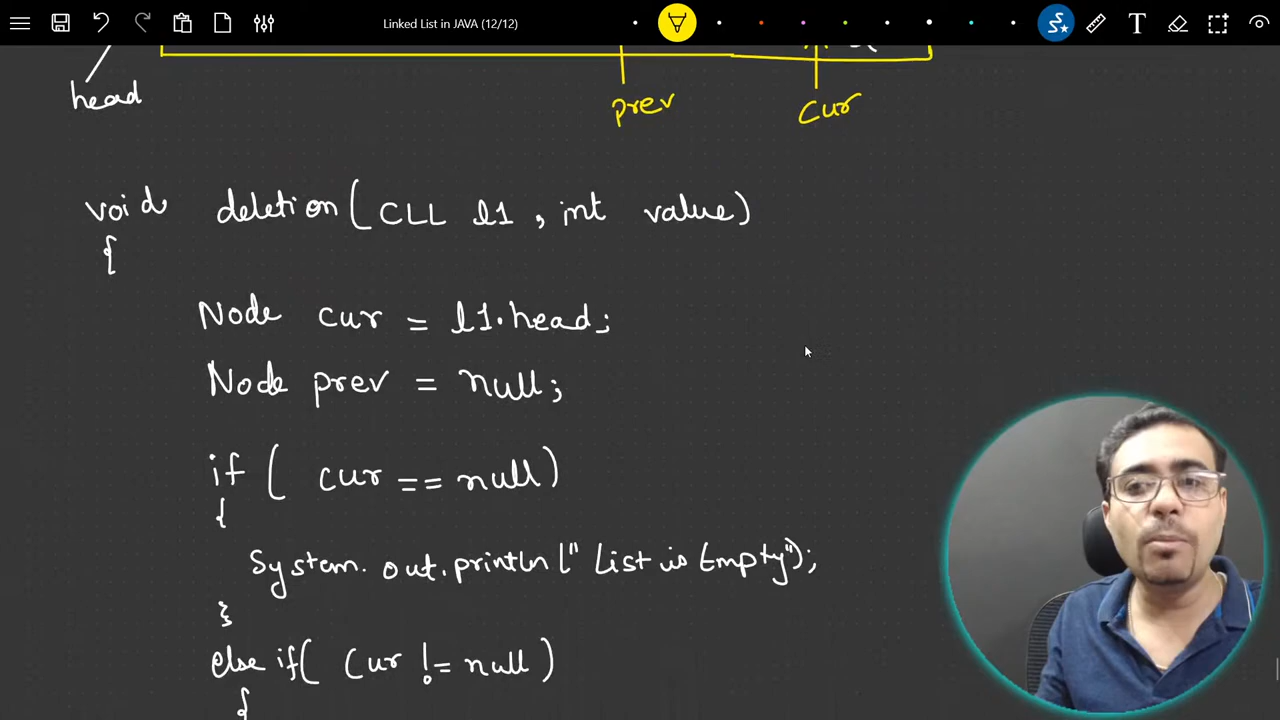 Linked List in JAVA (12/12)
T
head
prev
cur
void deletion( CLL l1 , int value)
{
Node cur = l1.head;
Node prev = null;
if ( cur == null)
{
System. out.println (" List is Empty");
}
else if( cur != null)
{